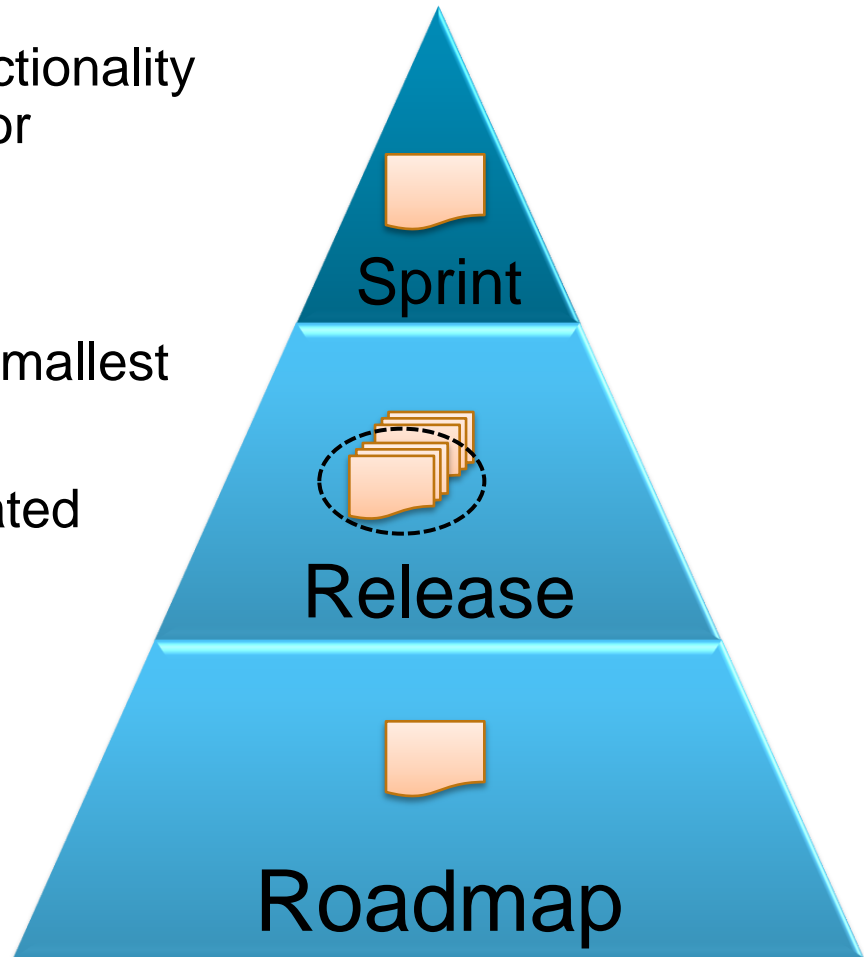 ctionality
or
Sprint
mallest
ated
Release
Roadmap